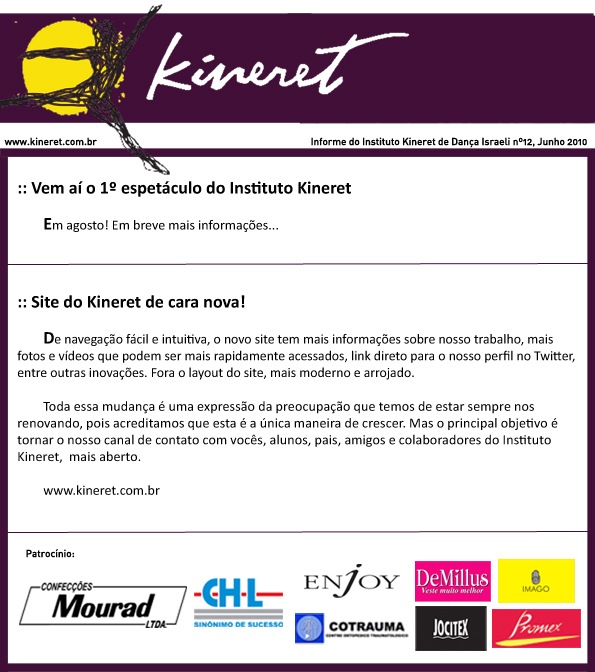 kineret
www.kineret.com.br
Informe do Instituto Kineret de Dança Israeli nº12, Junho 2010
:: Vem aí o 1º espetáculo do Instituto Kineret
Em agosto! Em breve mais informações...
:: Site do Kineret de cara nova!
De navegação fácil e intuitiva, o novo site tem mais informações sobre nosso trabalho, mais
fotos e vídeos que podem ser mais rapidamente acessados, link direto para o nosso perfil no Twitter,
entre outras inovações. Fora o layout do site, mais moderno e arrojado.
Toda essa mudança é uma expressão da preocupação que temos de estar sempre nos
renovando, pois acreditamos que esta é a única maneira de crescer. Mas o principal objetivo é
tornar o nosso canal de contato com vocês, alunos, pais, amigos e colaboradores do Instituto
Kineret,  mais aberto.
www.kineret.com.br
Patrocínio:
CONFECÇÕES
Mourad
LTDA.
CHL
SINÔNIMO DE SUCESSO
ENJOY
DeMillus
Veste muito melhor
IMAGO
COTRAUMA
CENTRO ORTOPÉDICO TRAUMATOLÓGICO
JOCITEX
Promex